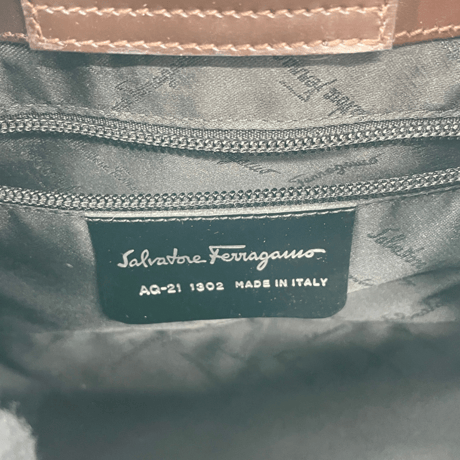 Salvatore Ferragamo
AQ-21 1302 MADE IN ITALY